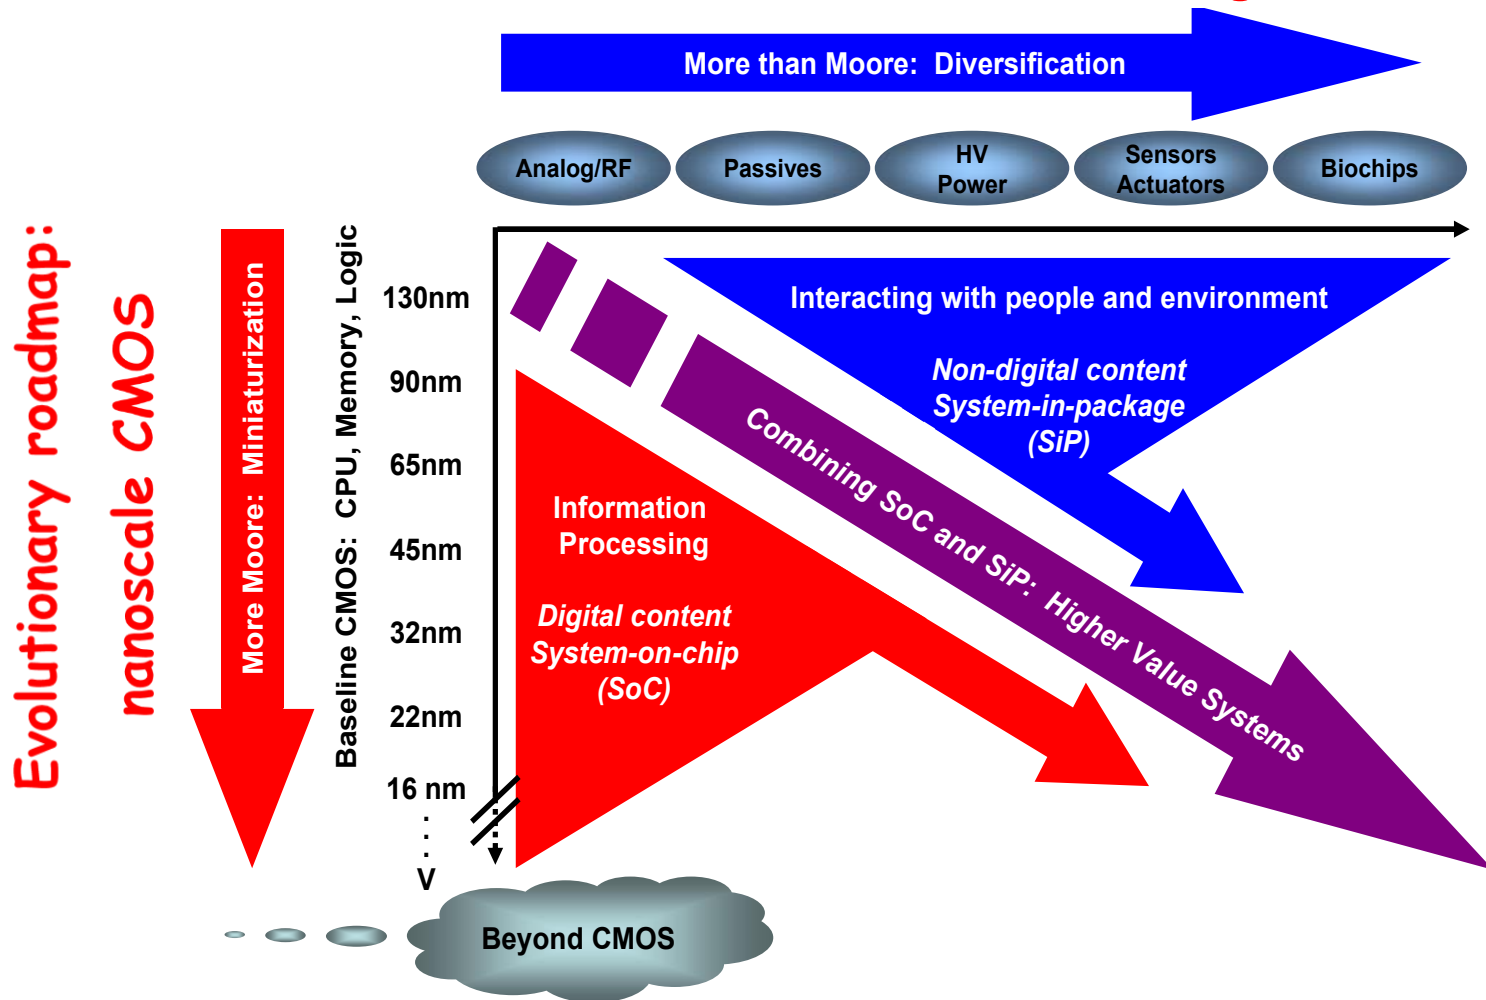 More than Moore:  Diversification
Analog/RF
Passives
HV
Power
Sensors
Actuators
Biochips
Evolutionary roadmap:
nanoscale CMOS
More Moore:  Miniaturization
Baseline CMOS:  CPU, Memory, Logic
130nm
90nm
65nm
45nm
32nm
22nm
16 nm
.
.
.
V
Interacting with people and environment
Non-digital content
System-in-package
(SiP)
Combining SoC and SiP:  Higher Value Systems
Information
Processing
Digital content
System-on-chip
(SoC)
Beyond CMOS